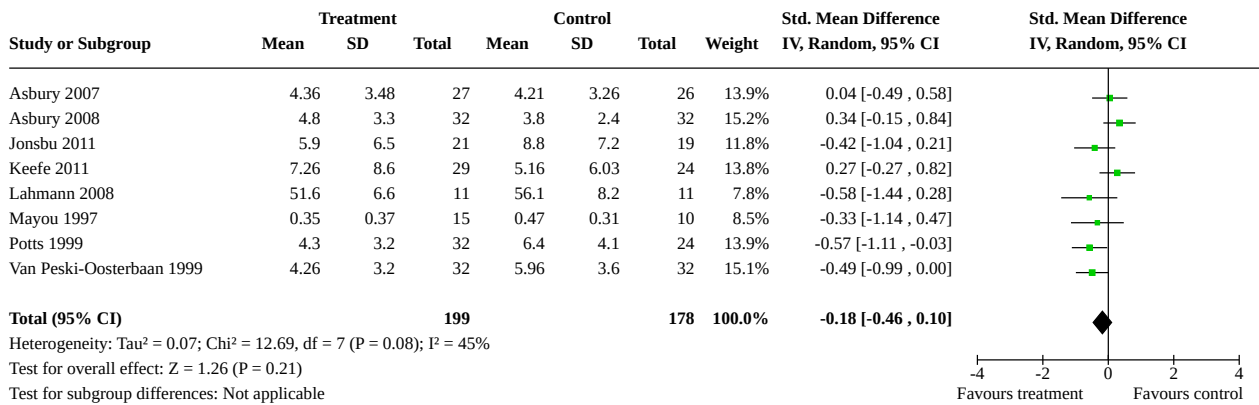 Treatment Control Std. Mean Difference Std. Mean Difference
Study or Subgroup Mean SD Total Mean SD Total Weight IV, Random, 95% CI IV, Random, 95% CI
Asbury 2007 4.36 3.48 27 4.21 3.26 26 13.9% 0.04 [-0.49 , 0.58]
Asbury 2008 4.8 3.3 32 3.8 2.4 32 15.2% 0.34 [-0.15 , 0.84]
Jonsbu 2011 5.9 6.5 21 8.8 7.2 19 11.8% -0.42 [-1.04 , 0.21]
Keefe 2011 7.26 8.6 29 5.16 6.03 24 13.8% 0.27 [-0.27 , 0.82]
Lahmann 2008 51.6 6.6 11 56.1 8.2 11 7.8% -0.58 [-1.44 , 0.28]
Mayou 1997 0.35 0.37 15 0.47 0.31 10 8.5% -0.33 [-1.14 , 0.47]
Potts 1999 4.3 3.2 32 6.4 4.1 24 13.9% -0.57 [-1.11 , -0.03]
Van Peski-Oosterbaan 1999 4.26 3.2 32 5.96 3.6 32 15.1% -0.49 [-0.99 , 0.00]
Total (95% CI) 199 178 100.0% -0.18 [-0.46 , 0.10]
Heterogeneity: Tau² = 0.07; Chi² = 12.69, df = 7 (P = 0.08); I² = 45%
Test for overall effect: Z = 1.26 (P = 0.21)
Test for subgroup differences: Not applicable
-4 -2 0 2 4
Favours treatment Favours control